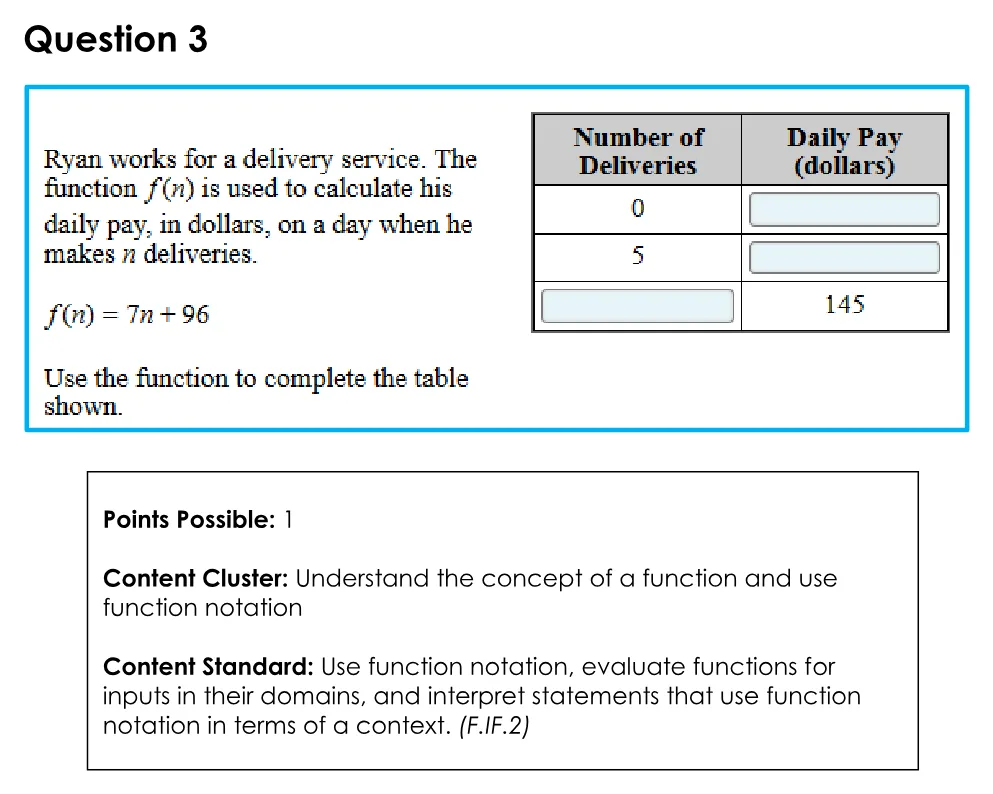 Question 3
Ryan works for a delivery service. The
function f(n) is used to calculate his
daily pay, in dollars, on a day when he
makes n deliveries.
f(n) = 7n + 96
Use the function to complete the table
shown.
Number of Deliveries Daily Pay (dollars)
0
5
145
Points Possible: 1
Content Cluster: Understand the concept of a function and use
function notation
Content Standard: Use function notation, evaluate functions for
inputs in their domains, and interpret statements that use function
notation in terms of a context. (F.IF.2)